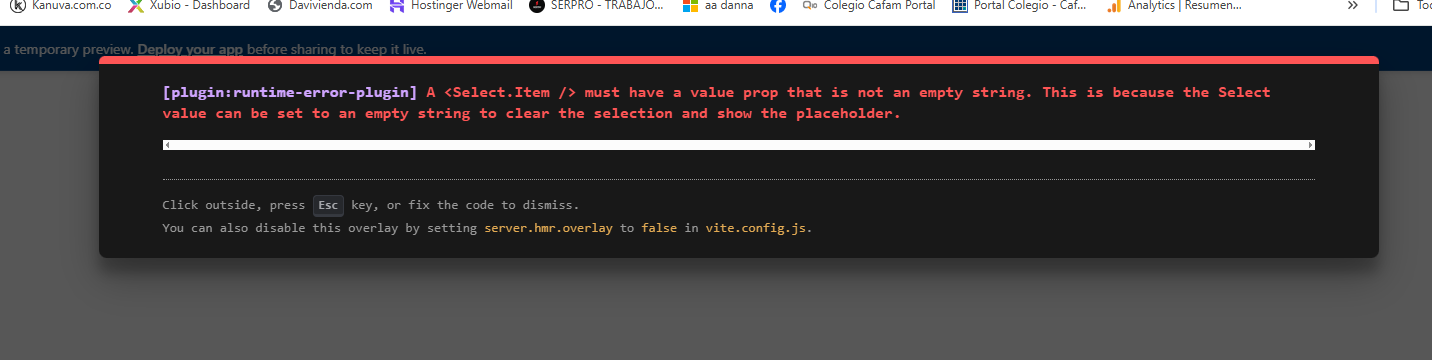 Kanuva.com.co Xubio - Dashboard Davivienda.com Hostinger Webmail SERPRO - TRABAJO... aa danna Colegio Cafam Portal Portal Colegio - Caf... Analytics | Resumen... »
a temporary preview. Deploy your app before sharing to keep it live.
[plugin:runtime-error-plugin] A <Select.Item /> must have a value prop that is not an empty string. This is because the Select
value can be set to an empty string to clear the selection and show the placeholder.
Click outside, press Esc key, or fix the code to dismiss.
You can also disable this overlay by setting server.hmr.overlay to false in vite.config.js.